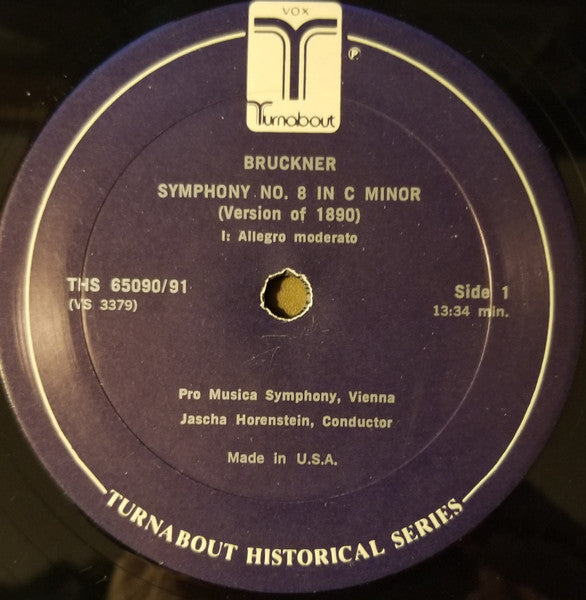 VOX
Turnabout
℗
BRUCKNER
SYMPHONY NO. 8 IN C MINOR
(Version of 1890)
I: Allegro moderato
THS 65090/91
(VS 3379)
Side 1
13:34 min.
Pro Musica Symphony, Vienna
Jascha Horenstein, Conductor
Made in U.S.A.
TURNABOUT HISTORICAL SERIES